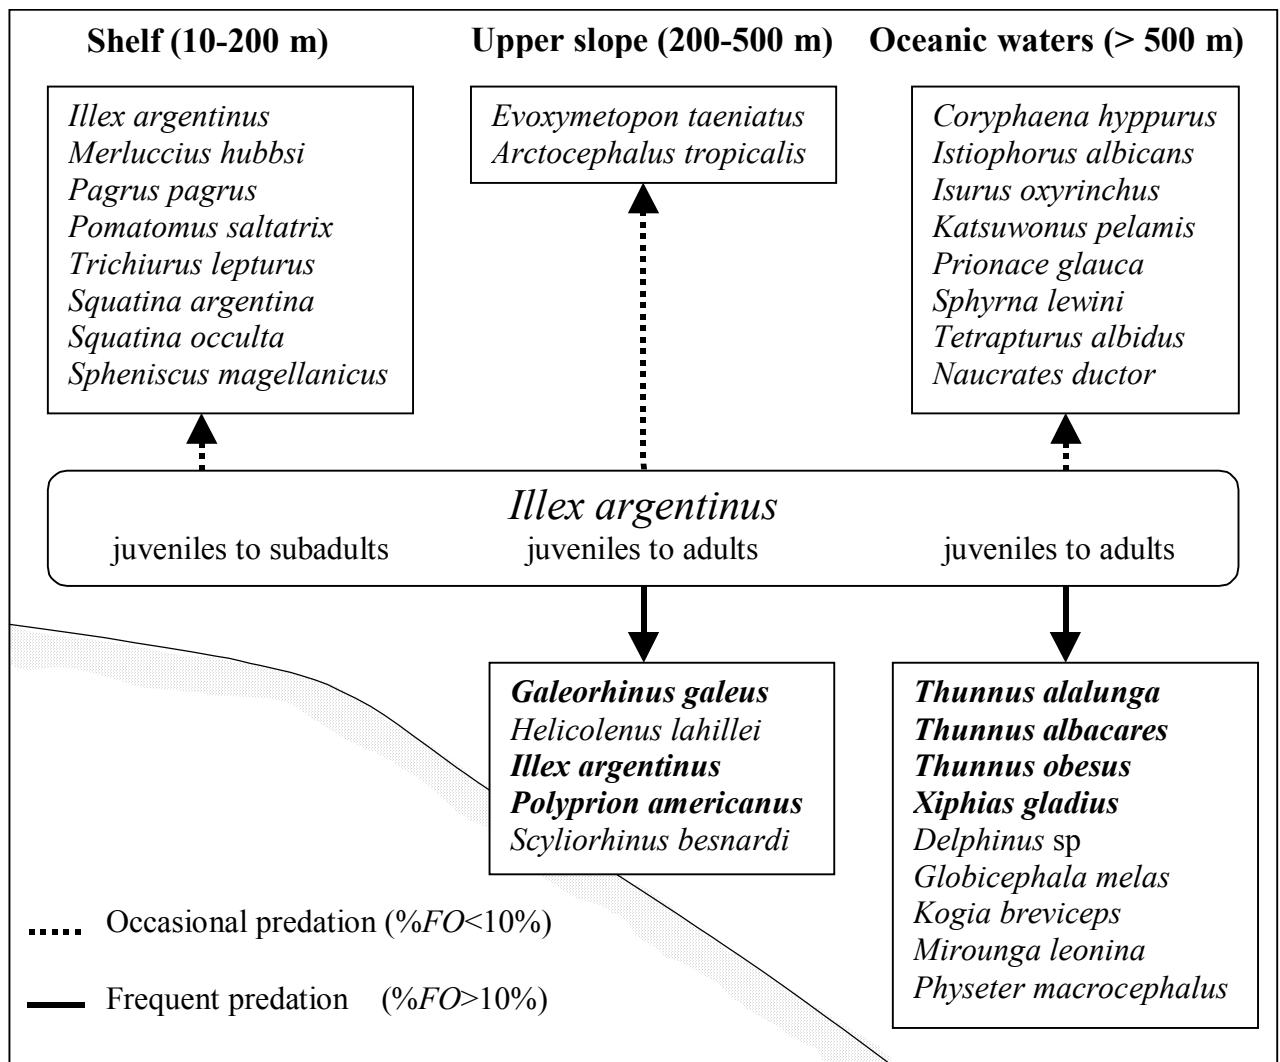 Shelf (10-200 m)
Upper slope (200-500 m)
Oceanic waters (> 500 m)
Illex argentinus
Merluccius hubbsi
Pagrus pagrus
Pomatomus saltatrix
Trichiurus lepturus
Squatina argentina
Squatina occulta
Spheniscus magellanicus
Evoxymetopon taeniatus
Arctocephalus tropicalis
Coryphaena hyppurus
Istiophorus albicans
Isurus oxyrinchus
Katsuwonus pelamis
Prionace glauca
Sphyrna lewini
Tetrapturus albidus
Naucrates ductor
Illex argentinus
juveniles to subadults
juveniles to adults
juveniles to adults
Galeorhinus galeus
Helicolenus lahillei
Illex argentinus
Polyprion americanus
Scyliorhinus besnardi
Thunnus alalunga
Thunnus albacares
Thunnus obesus
Xiphias gladius
Delphinus sp
Globicephala melas
Kogia breviceps
Mirounga leonina
Physeter macrocephalus
Occasional predation (%FO<10%)
Frequent predation (%FO>10%)